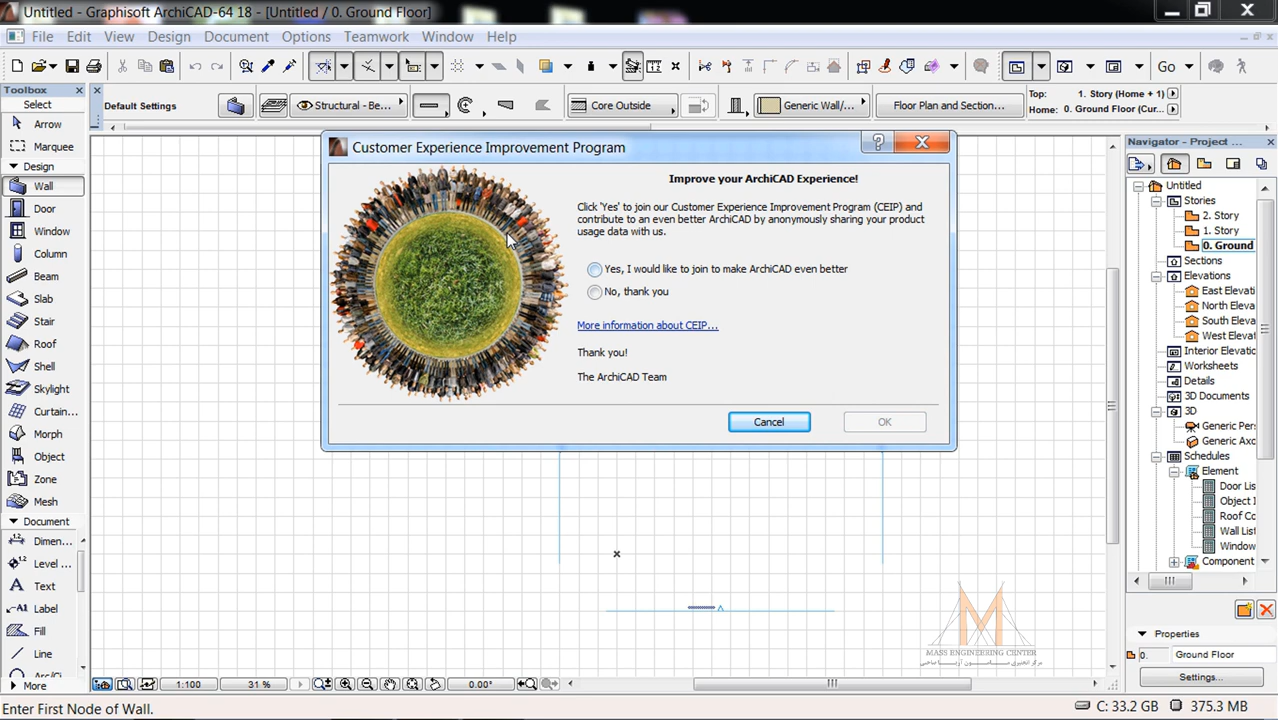 Untitled - Graphisoft ArchiCAD-64 18 - [Untitled / 0. Ground Floor]
File Edit View Design Document Options Teamwork Window Help
Go
Toolbox
Select
Arrow
Marquee
Design
Wall
Door
Window
Column
Beam
Slab
Stair
Roof
Shell
Skylight
Curtain...
Morph
Object
Zone
Mesh
Document
Dimen...
Level ...
Text
Label
Fill
Line
Arc/Ci
More
Default Settings
Structural - Be...
Core Outside
Generic Wall/...
Floor Plan and Section...
Top: 1. Story (Home + 1)
Home: 0. Ground Floor (Cur...
Customer Experience Improvement Program
Improve your ArchiCAD Experience!
Click 'Yes' to join our Customer Experience Improvement Program (CEIP) and
contribute to an even better ArchiCAD by anonymously sharing your product
usage data with us.
Yes, I would like to join to make ArchiCAD even better
No, thank you
More information about CEIP...
Thank you!
The ArchiCAD Team
Cancel OK
Navigator - Project ...
Untitled
Stories
2. Story
1. Story
0. Ground
Sections
Elevations
East Elevati
North Eleva
South Eleva
West Eleva
Interior Elevatio
Worksheets
Details
3D Documents
3D
Generic Pers
Generic Axo
Schedules
Element
Door List
Object I
Roof Co
Wall List
Window
Component
Properties
0. Ground Floor
Settings...
M
MASS ENGINEERING CENTER
1:100 31 % 0.00°
Enter First Node of Wall.
C: 33.2 GB 375.3 MB